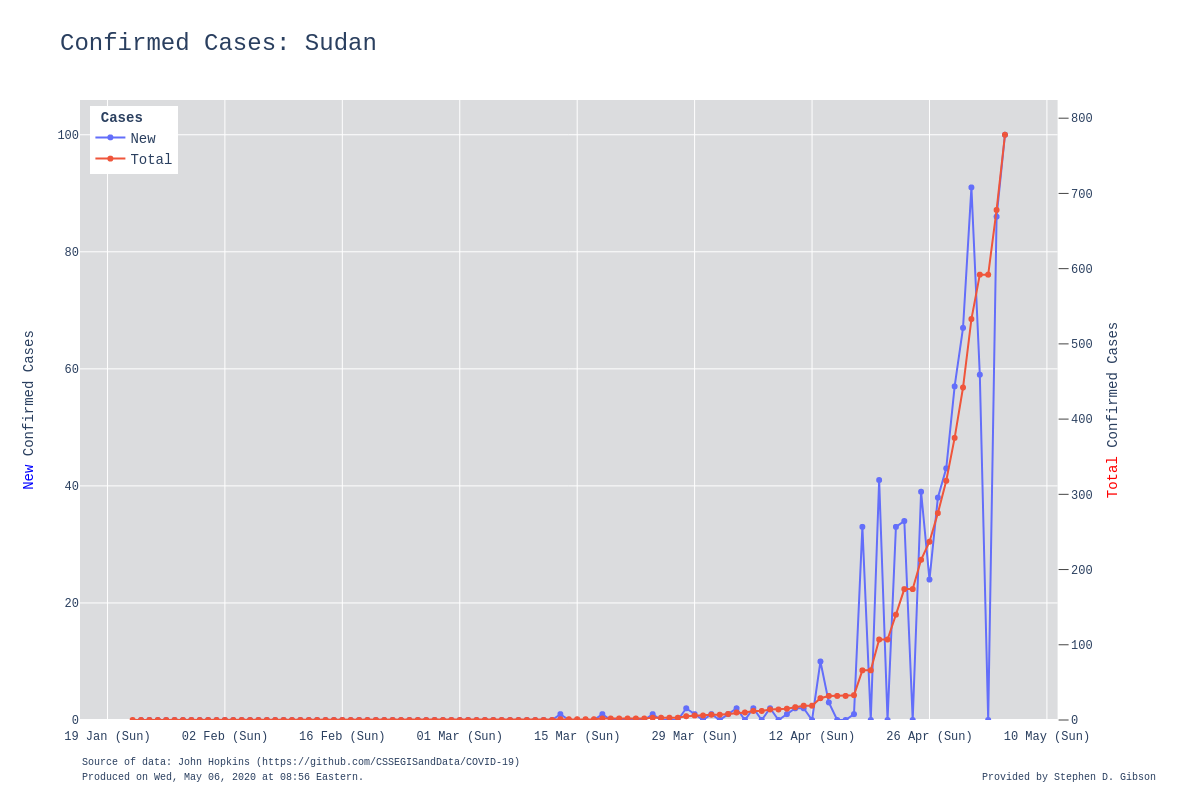 Confirmed Cases: Sudan
Cases
New
Total
100
80
60
40
20
0
800
700
600
500
400
300
200
100
0
New Confirmed Cases
Total Confirmed Cases
19 Jan (Sun) 02 Feb (Sun) 16 Feb (Sun) 01 Mar (Sun) 15 Mar (Sun) 29 Mar (Sun) 12 Apr (Sun) 26 Apr (Sun) 10 May (Sun)
Source of data: John Hopkins (https://github.com/CSSEGISandData/COVID-19)
Produced on Wed, May 06, 2020 at 08:56 Eastern.
Provided by Stephen D. Gibson